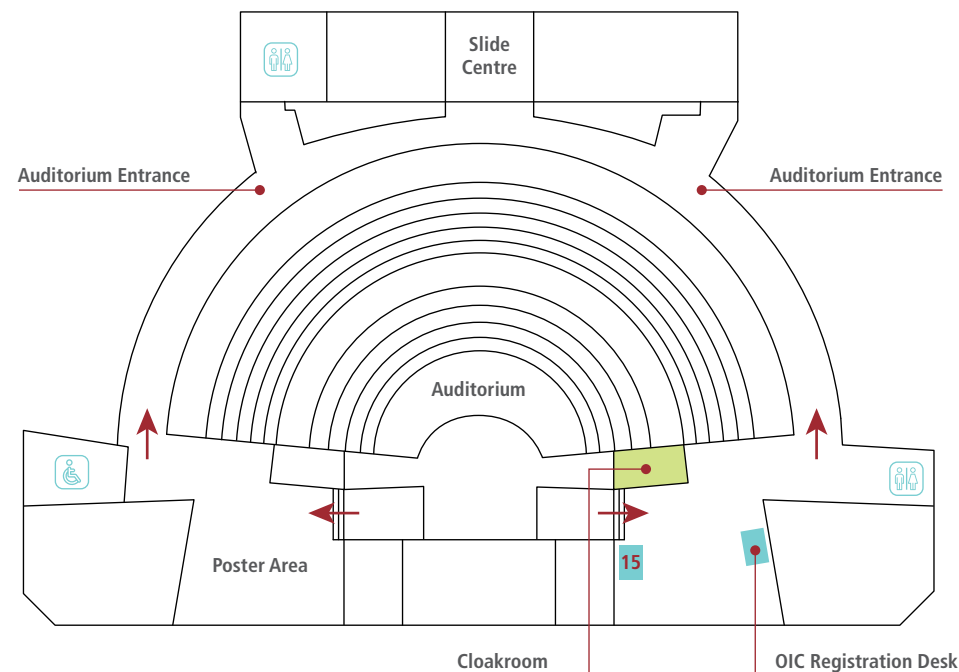 Slide
Centre
Auditorium Entrance
Auditorium Entrance
Auditorium
Poster Area
15
Cloakroom
OIC Registration Desk